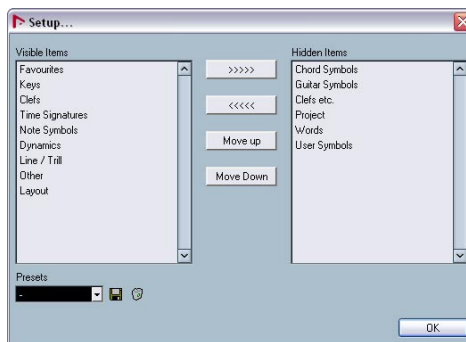 Setup...
Visible Items
Favourites
Keys
Clefs
Time Signatures
Note Symbols
Dynamics
Line / Trill
Other
Layout
>>>>>
<<<<<
Move up
Move Down
Hidden Items
Chord Symbols
Guitar Symbols
Clefs etc.
Project
Words
User Symbols
Presets
-
OK